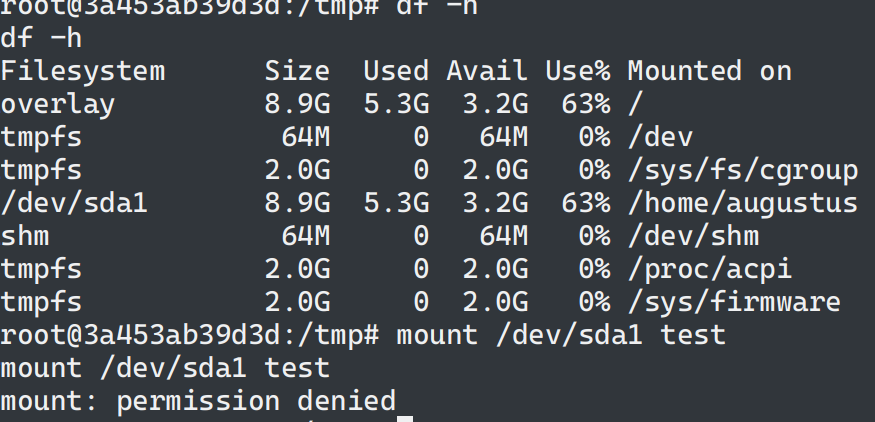 root@3a453ab39d3d:/tmp# df -h
df -h
Filesystem      Size  Used Avail Use% Mounted on
overlay         8.9G  5.3G  3.2G  63% /
tmpfs            64M     0   64M   0% /dev
tmpfs           2.0G     0  2.0G   0% /sys/fs/cgroup
/dev/sda1       8.9G  5.3G  3.2G  63% /home/augustus
shm              64M     0   64M   0% /dev/shm
tmpfs           2.0G     0  2.0G   0% /proc/acpi
tmpfs           2.0G     0  2.0G   0% /sys/firmware
root@3a453ab39d3d:/tmp# mount /dev/sda1 test
mount /dev/sda1 test
mount: permission denied